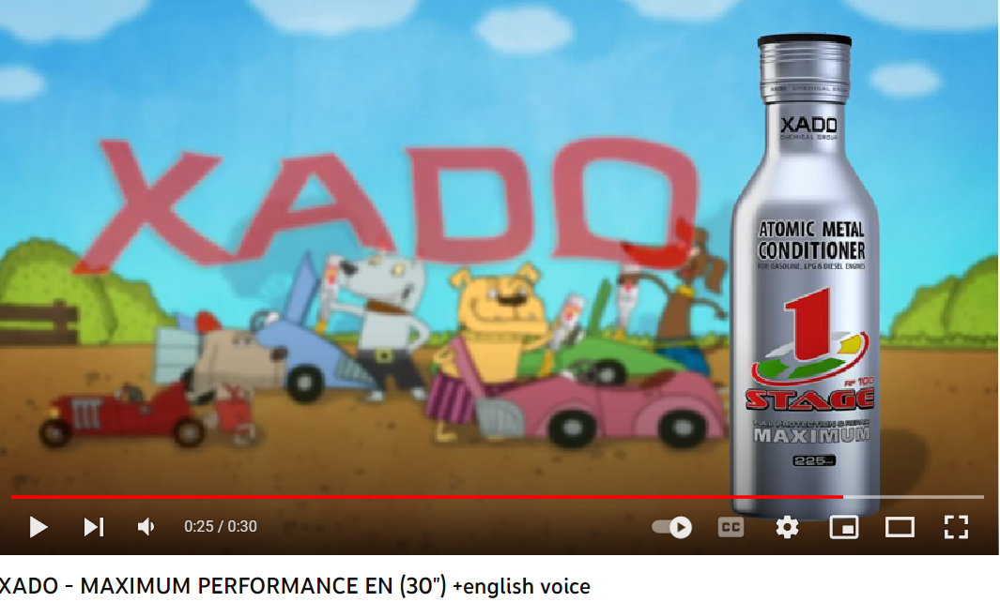 XADO
XADO
CHEMICAL GROUP
ATOMIC METAL
CONDITIONER
FOR GASOLINE, LPG & DIESEL ENGINES
1
STAGE
MAXIMUM
225
0:25 / 0:30
CC
XADO - MAXIMUM PERFORMANCE EN (30") +english voice